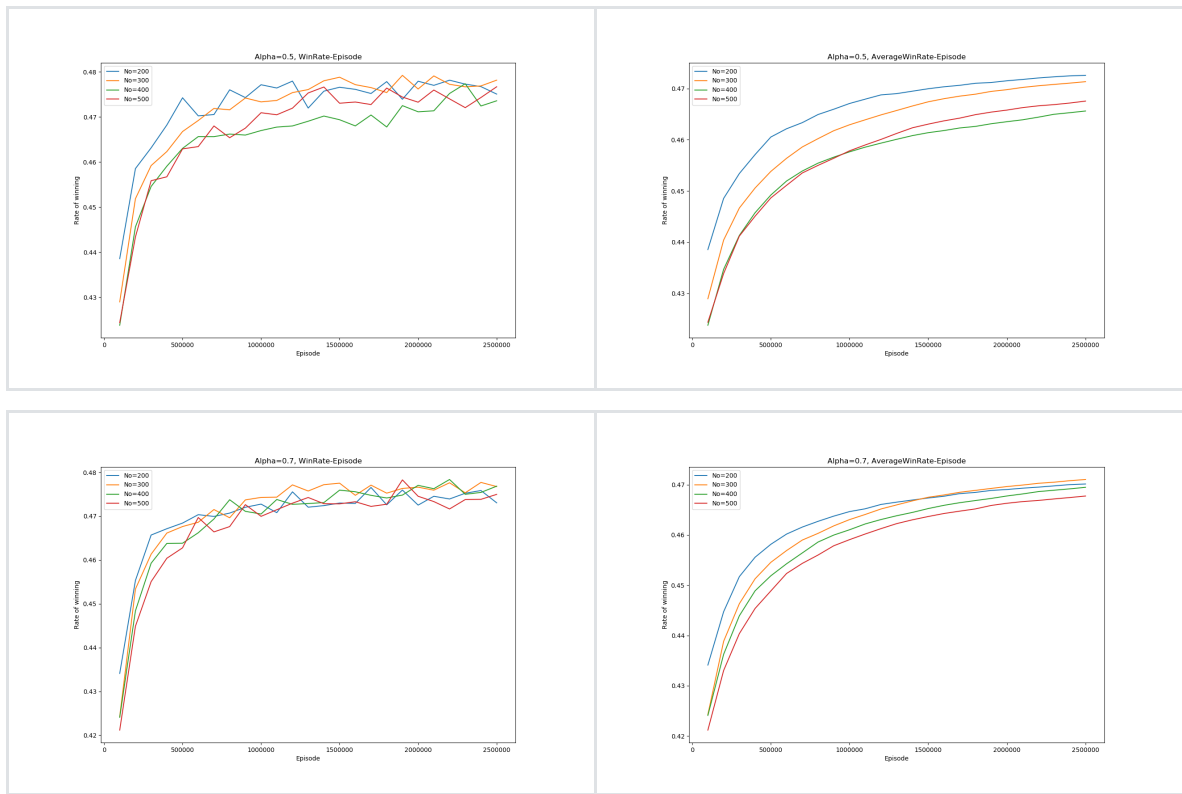 Alpha=0.5, WinRate-Episode
No=200
No=300
No=400
No=500
0.48
0.47
0.46
0.45
0.44
0.43
Rate of winning
0 500000 1000000 1500000 2000000 2500000
Episode
Alpha=0.5, AverageWinRate-Episode
No=200
No=300
No=400
No=500
0.47
0.46
0.45
0.44
0.43
Rate of winning
0 500000 1000000 1500000 2000000 2500000
Episode
Alpha=0.7, WinRate-Episode
No=200
No=300
No=400
No=500
0.48
0.47
0.46
0.45
0.44
0.43
0.42
Rate of winning
0 500000 1000000 1500000 2000000 2500000
Episode
Alpha=0.7, AverageWinRate-Episode
No=200
No=300
No=400
No=500
0.47
0.46
0.45
0.44
0.43
0.42
Rate of winning
0 500000 1000000 1500000 2000000 2500000
Episode